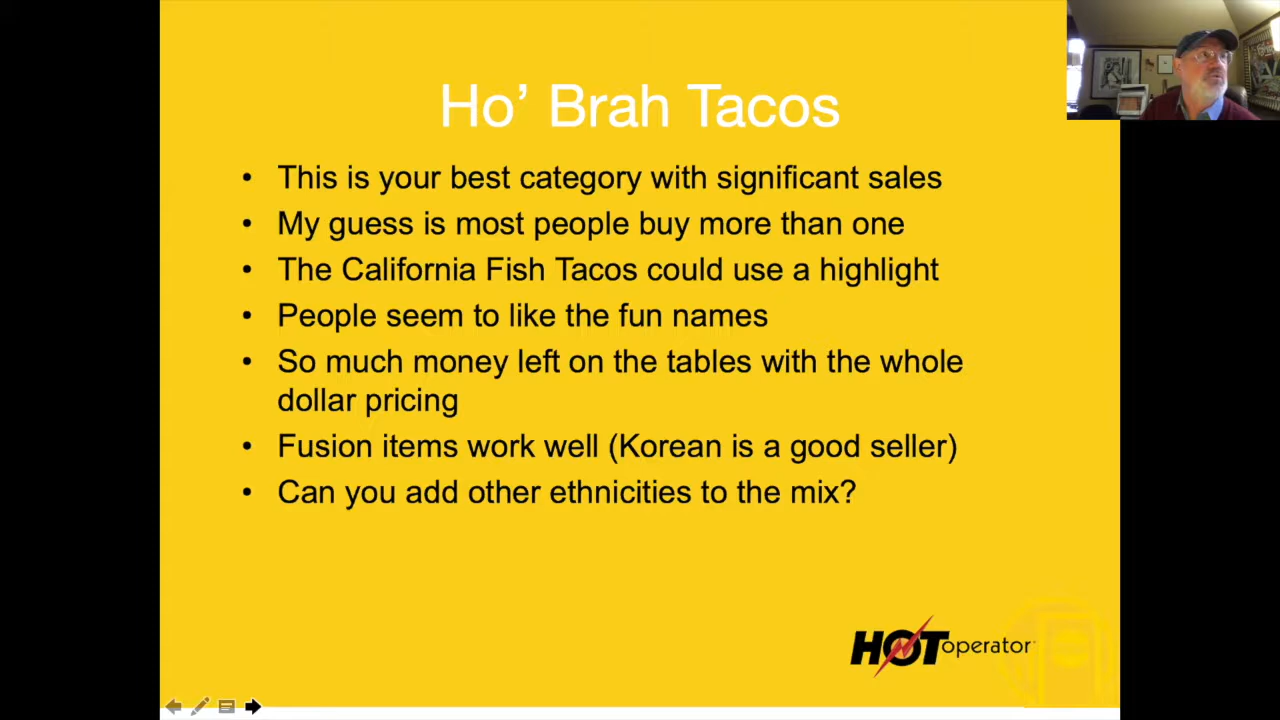 Ho’ Brah Tacos
• This is your best category with significant sales
• My guess is most people buy more than one
• The California Fish Tacos could use a highlight
• People seem to like the fun names
• So much money left on the tables with the whole
dollar pricing
• Fusion items work well (Korean is a good seller)
• Can you add other ethnicities to the mix?
HOToperator